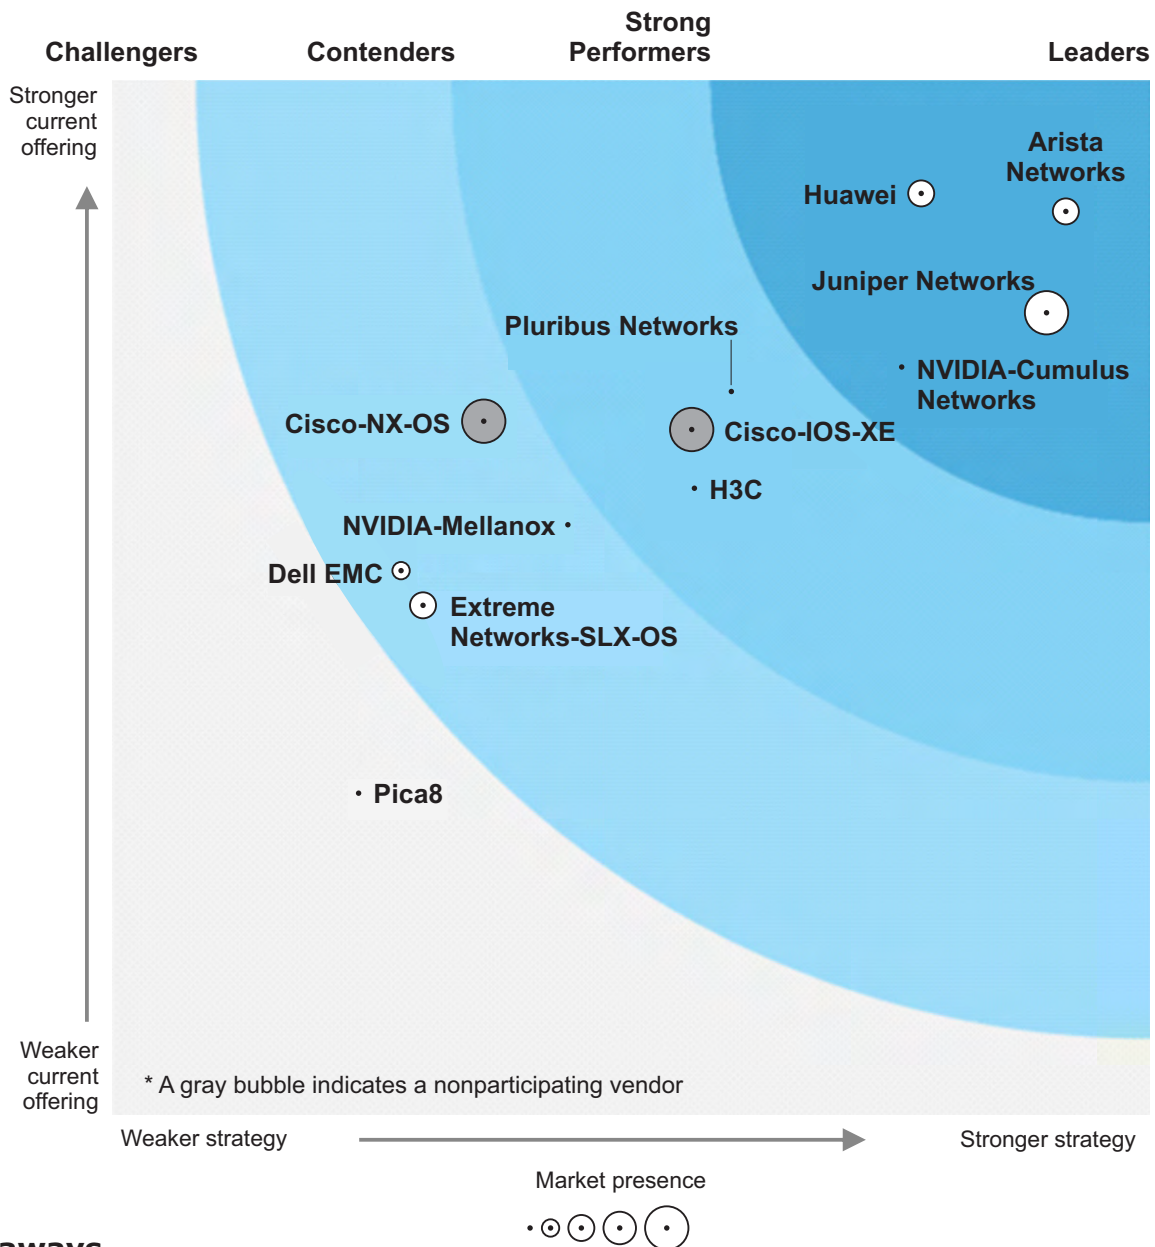 Challengers
Contenders
Strong
Performers
Leaders
Stronger
current
offering
Arista
Networks
Huawei
Juniper Networks
Pluribus Networks
NVIDIA-Cumulus
Networks
Cisco-NX-OS
Cisco-IOS-XE
H3C
NVIDIA-Mellanox
Dell EMC
Extreme
Networks-SLX-OS
Pica8
Weaker
current
offering
* A gray bubble indicates a nonparticipating vendor
Weaker strategy
Stronger strategy
Market presence